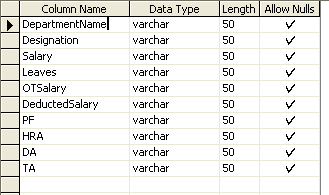 Column Name Data Type Length Allow Nulls
DepartmentName varchar 50
Designation varchar 50
Salary varchar 50
Leaves varchar 50
OTSalary varchar 50
DeductedSalary varchar 50
PF varchar 50
HRA varchar 50
DA varchar 50
TA varchar 50